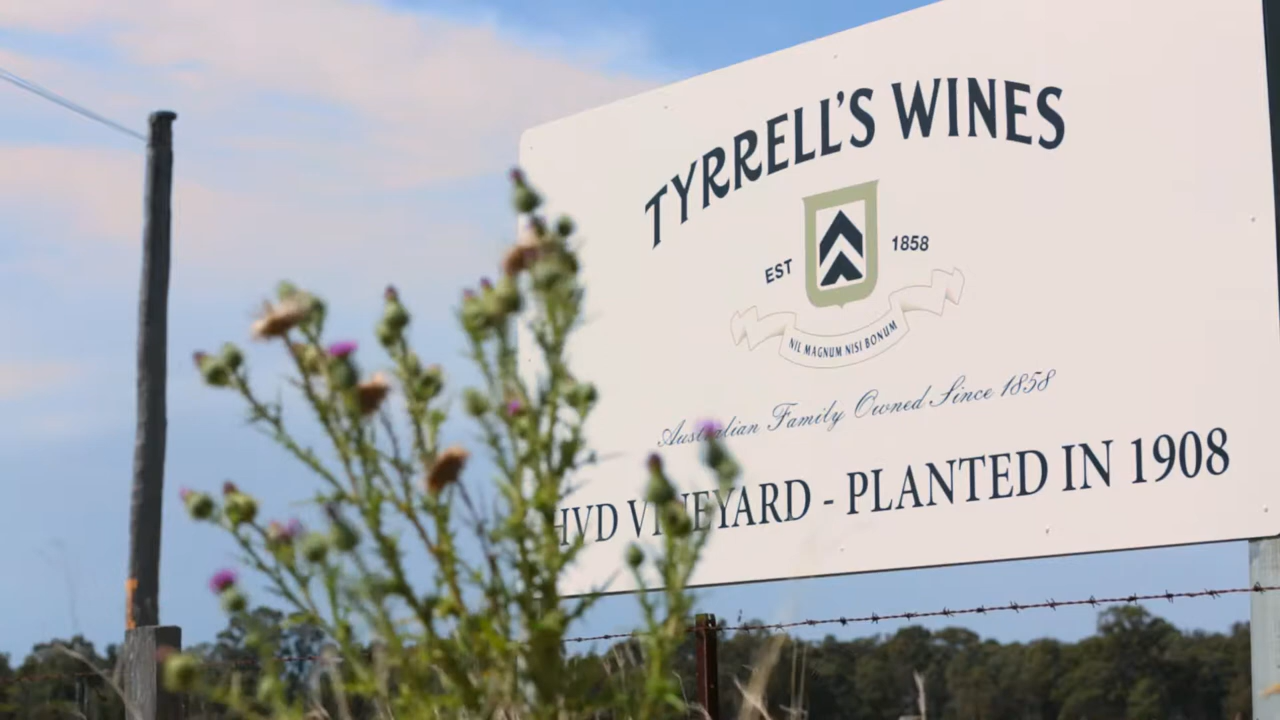 TYRRELL'S WINES
EST 1858
NIL MAGNUM NISI BONUM
Australian Family Owned Since 1858
HVD VINEYARD - PLANTED IN 1908